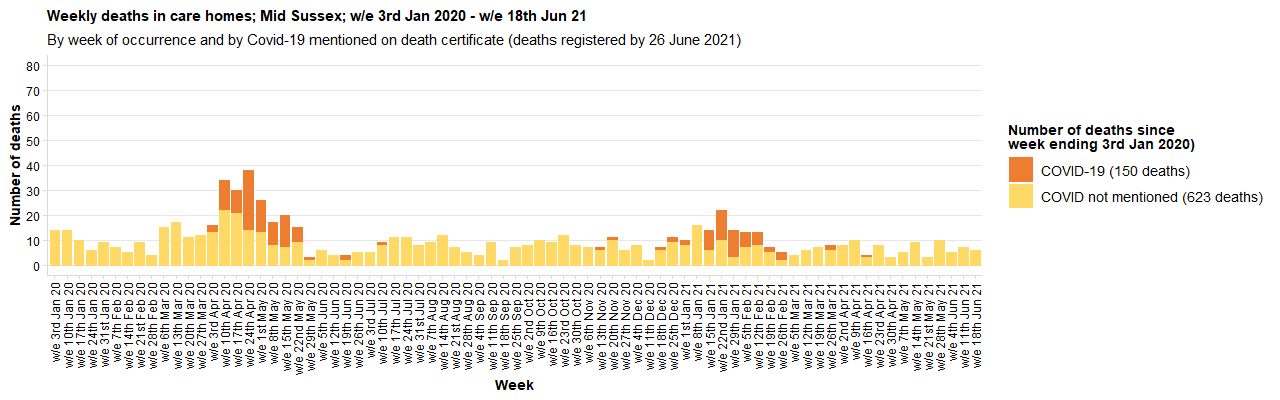 Weekly deaths in care homes; Mid Sussex; w/e 3rd Jan 2020 - w/e 18th Jun 21
By week of occurrence and by Covid-19 mentioned on death certificate (deaths registered by 26 June 2021)
Number of deaths
80
70
60
50
40
30
20
10
0
w/e 3rd Jan 20
w/e 10th Jan 20
w/e 17th Jan 20
w/e 24th Jan 20
w/e 31st Jan 20
w/e 7th Feb 20
w/e 14th Feb 20
w/e 21st Feb 20
w/e 28th Feb 20
w/e 6th Mar 20
w/e 13th Mar 20
w/e 20th Mar 20
w/e 27th Mar 20
w/e 3rd Apr 20
w/e 10th Apr 20
w/e 17th Apr 20
w/e 24th Apr 20
w/e 1st May 20
w/e 8th May 20
w/e 15th May 20
w/e 22nd May 20
w/e 29th May 20
w/e 5th Jun 20
w/e 12th Jun 20
w/e 19th Jun 20
w/e 26th Jun 20
w/e 3rd Jul 20
w/e 10th Jul 20
w/e 17th Jul 20
w/e 24th Jul 20
w/e 31st Jul 20
w/e 7th Aug 20
w/e 14th Aug 20
w/e 21st Aug 20
w/e 28th Aug 20
w/e 4th Sep 20
w/e 11th Sep 20
w/e 18th Sep 20
w/e 25th Sep 20
w/e 2nd Oct 20
w/e 9th Oct 20
w/e 16th Oct 20
w/e 23rd Oct 20
w/e 30th Oct 20
w/e 6th Nov 20
w/e 13th Nov 20
w/e 20th Nov 20
w/e 27th Nov 20
w/e 4th Dec 20
w/e 11th Dec 20
w/e 18th Dec 20
w/e 25th Dec 20
w/e 1st Jan 21
w/e 8th Jan 21
w/e 15th Jan 21
w/e 22nd Jan 21
w/e 29th Jan 21
w/e 5th Feb 21
w/e 12th Feb 21
w/e 19th Feb 21
w/e 26th Feb 21
w/e 5th Mar 21
w/e 12th Mar 21
w/e 19th Mar 21
w/e 26th Mar 21
w/e 2nd Apr 21
w/e 9th Apr 21
w/e 16th Apr 21
w/e 23rd Apr 21
w/e 30th Apr 21
w/e 7th May 21
w/e 14th May 21
w/e 21st May 21
w/e 28th May 21
w/e 4th Jun 21
w/e 11th Jun 21
w/e 18th Jun 21
Week
Number of deaths since
week ending 3rd Jan 2020)
COVID-19 (150 deaths)
COVID not mentioned (623 deaths)